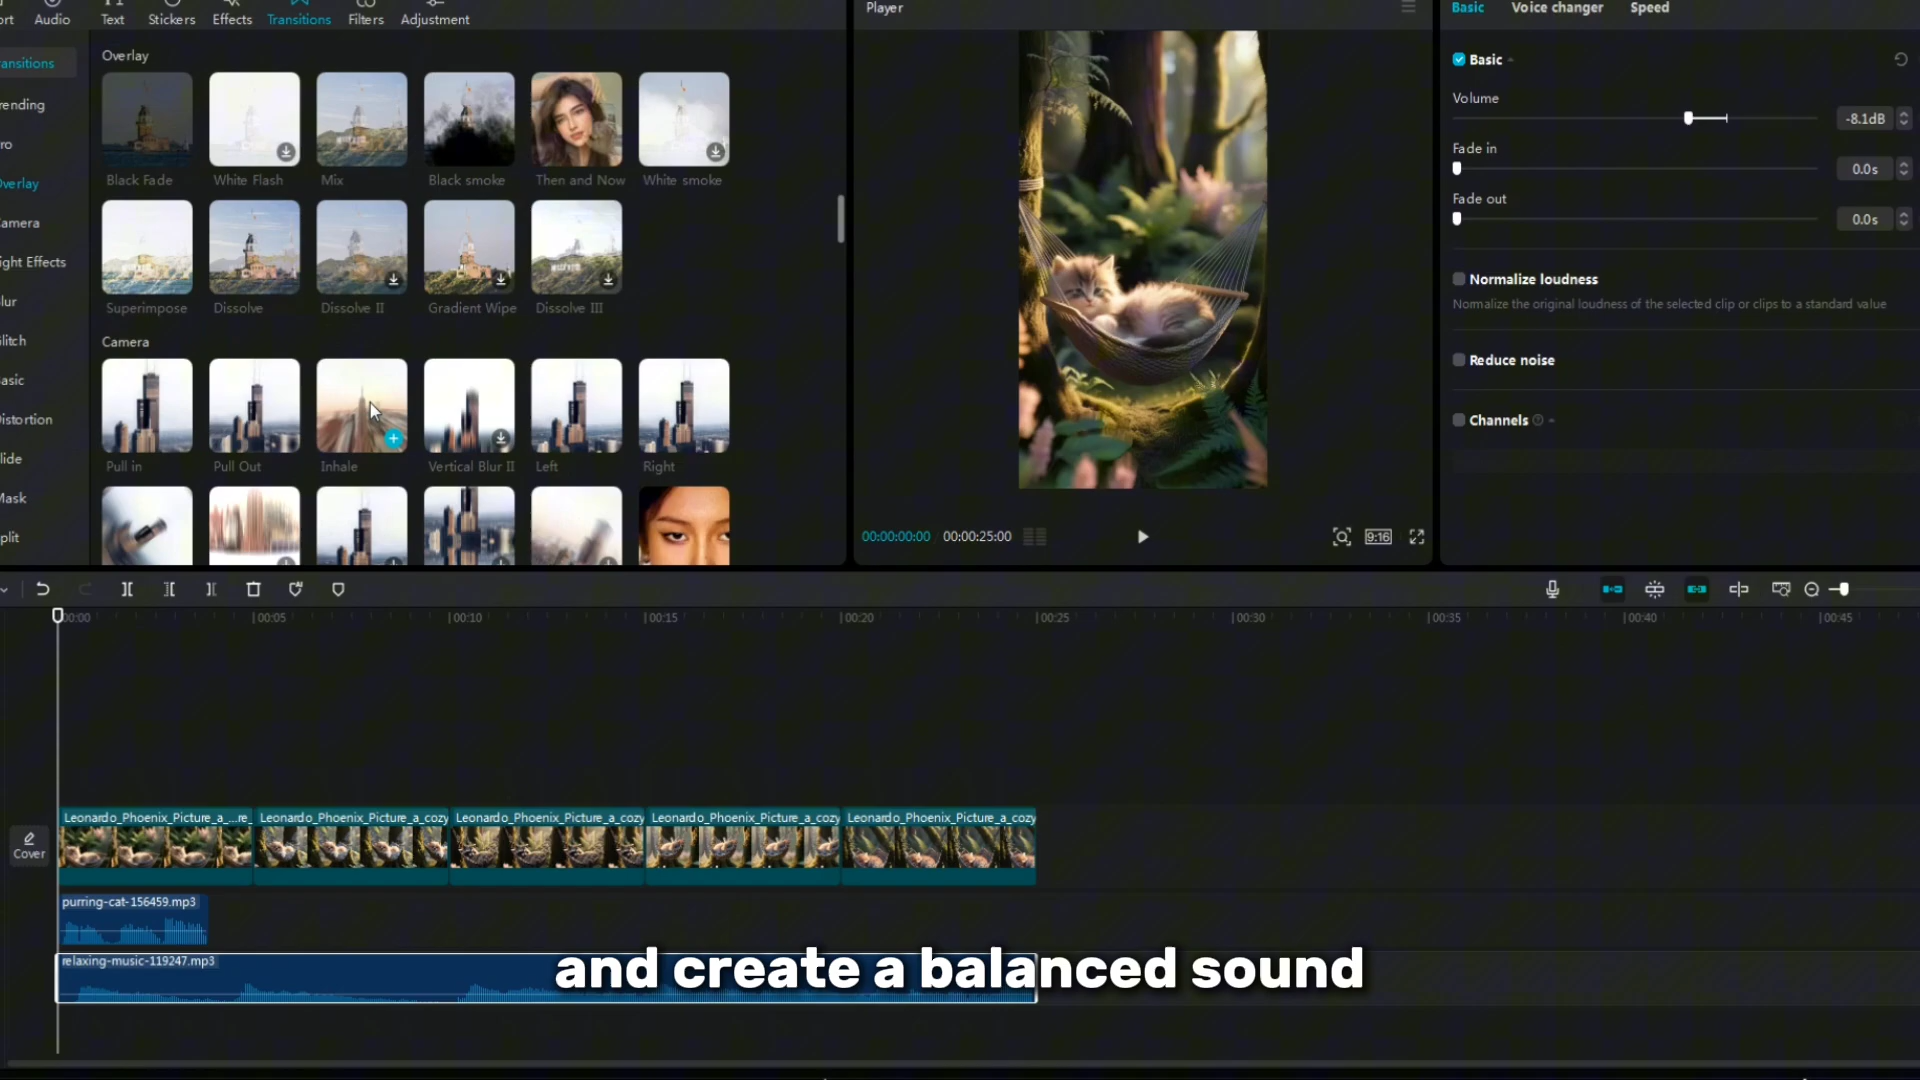 ort Audio Text Stickers Effects Transitions Filters Adjustment
ansitions
rending
ro
verlay
amera
ight Effects
lur
litch
asic
istortion
lide
Mask
plit
Overlay
Black Fade White Flash Mix Black smoke Then and Now White smoke
Superimpose Dissolve Dissolve II Gradient Wipe Dissolve III
Camera
Pull in Pull Out Inhale Vertical Blur II Left Right
Player
00:00:00:00 00:00:25:00 9:16
Basic Voice changer Speed
Basic
Volume
-8.1dB
Fade in
0.0s
Fade out
0.0s
Normalize loudness
Normalize the original loudness of the selected clip or clips to a standard value
Reduce noise
Channels
00:00 00:05 00:10 00:15 00:20 00:25 00:30 00:35 00:40 00:45
Cover
Leonardo_Phoenix_Picture_a_...re_ Leonardo_Phoenix_Picture_a_cozy Leonardo_Phoenix_Picture_a_cozy Leonardo_Phoenix_Picture_a_cozy Leonardo_Phoenix_Picture_a_cozy
purring-cat-156459.mp3
relaxing-music-119247.mp3
and create a balanced sound